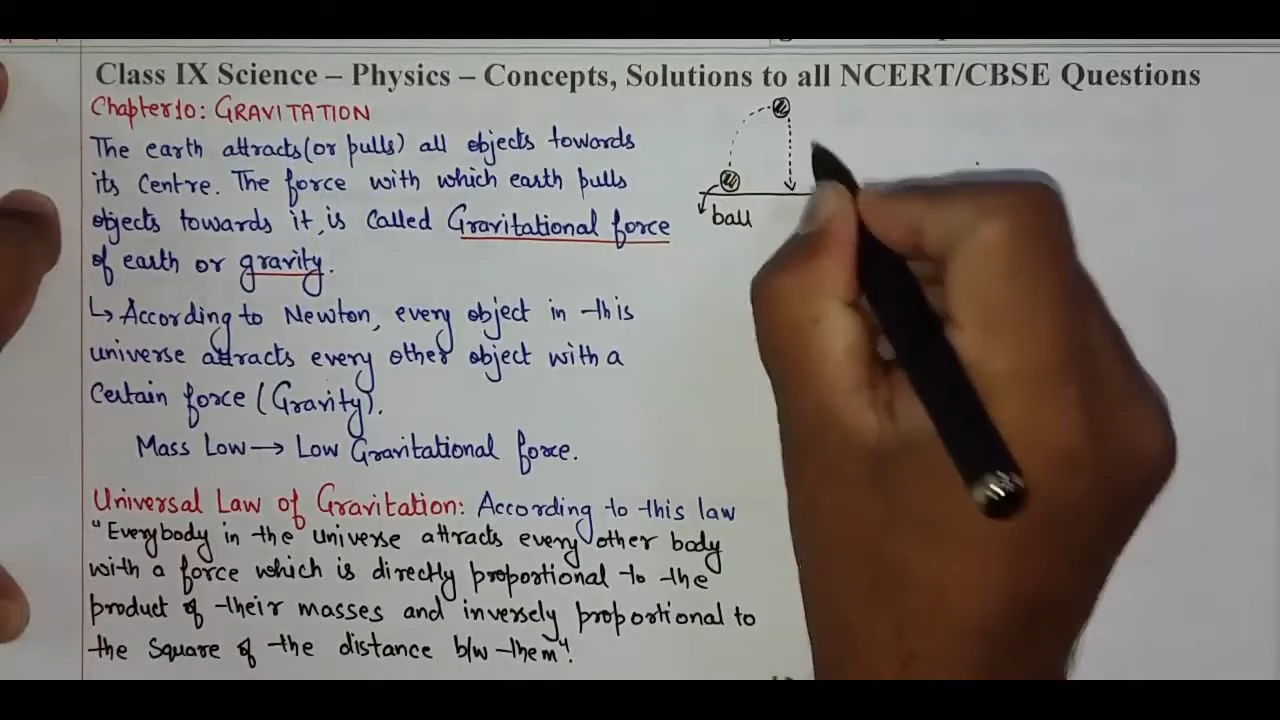 Class IX Science – Physics – Concepts, Solutions to all NCERT/CBSE Questions
Chapter 10: GRAVITATION
The earth attracts (or pulls) all objects towards
its Centre. The force with which earth pulls
objects towards it, is called Gravitational force
of earth or gravity.
↳ According to Newton, every object in this
universe attracts every other object with a
Certain force (Gravity).
Mass Low → Low Gravitational force.
Universal Law of Gravitation: According to this law
"Everybody in the universe attracts every other body
with a force which is directly proportional to the
product of their masses and inversely proportional to
the square of the distance b/w them".
ball